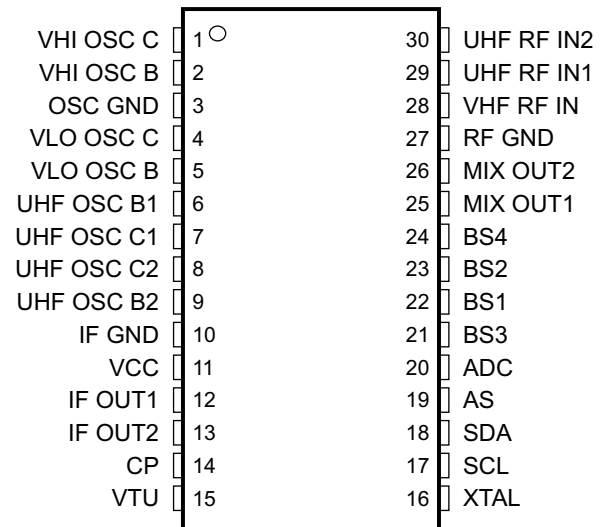 VHI OSC C 1 30 UHF RF IN2
VHI OSC B 2 29 UHF RF IN1
OSC GND 3 28 VHF RF IN
VLO OSC C 4 27 RF GND
VLO OSC B 5 26 MIX OUT2
UHF OSC B1 6 25 MIX OUT1
UHF OSC C1 7 24 BS4
UHF OSC C2 8 23 BS2
UHF OSC B2 9 22 BS1
IF GND 10 21 BS3
VCC 11 20 ADC
IF OUT1 12 19 AS
IF OUT2 13 18 SDA
CP 14 17 SCL
VTU 15 16 XTAL